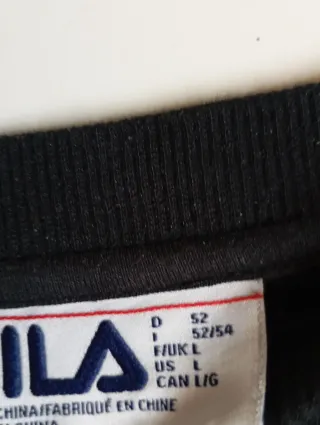 ILA
D 52
I 52/54
F/UK L
US L
CAN L/G
CHINA/FABRIQUÉ EN CHINE